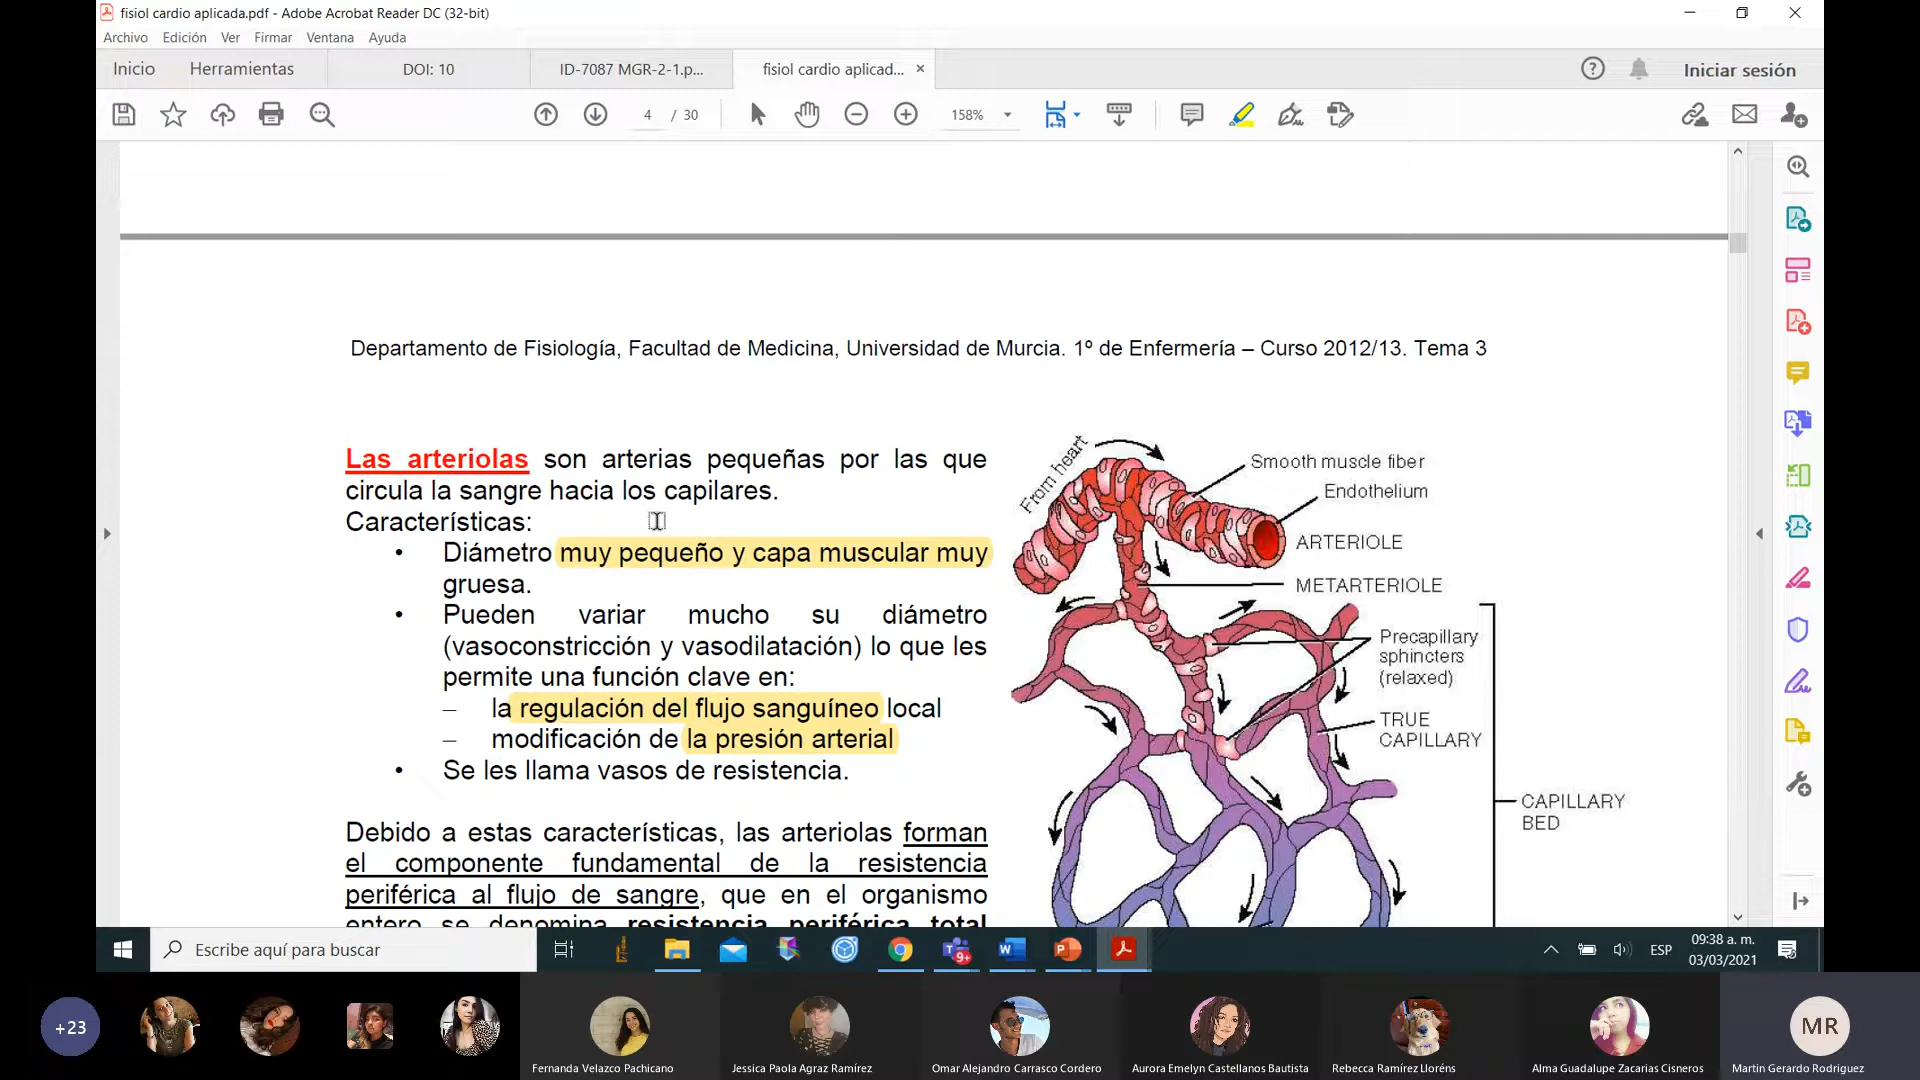 fisiol cardio aplicada.pdf - Adobe Acrobat Reader DC (32-bit)
Archivo Edición Ver Firmar Ventana Ayuda
Inicio Herramientas DOI: 10 ID-7087 MGR-2-1.p... fisiol cardio aplicad... Iniciar sesión
4 / 30 158%
Departamento de Fisiología, Facultad de Medicina, Universidad de Murcia. 1º de Enfermería – Curso 2012/13. Tema 3
Las arteriolas son arterias pequeñas por las que
circula la sangre hacia los capilares.
Características:
• Diámetro muy pequeño y capa muscular muy
gruesa.
• Pueden variar mucho su diámetro
(vasoconstricción y vasodilatación) lo que les
permite una función clave en:
– la regulación del flujo sanguíneo local
– modificación de la presión arterial
• Se les llama vasos de resistencia.
Debido a estas características, las arteriolas forman
el componente fundamental de la resistencia
periférica al flujo de sangre, que en el organismo
entero se denomina resistencia periférica total
From heart
Smooth muscle fiber
Endothelium
ARTERIOLE
METARTERIOLE
Precapillary
sphincters
(relaxed)
TRUE
CAPILLARY
CAPILLARY
BED
Escribe aquí para buscar
9+
ESP
09:38 a. m.
03/03/2021
+23
Fernanda Velazco Pachicano
Jessica Paola Agraz Ramírez
Omar Alejandro Carrasco Cordero
Aurora Emelyn Castellanos Bautista
Rebecca Ramírez Lloréns
Alma Guadalupe Zacarias Cisneros
MR
Martin Gerardo Rodriguez